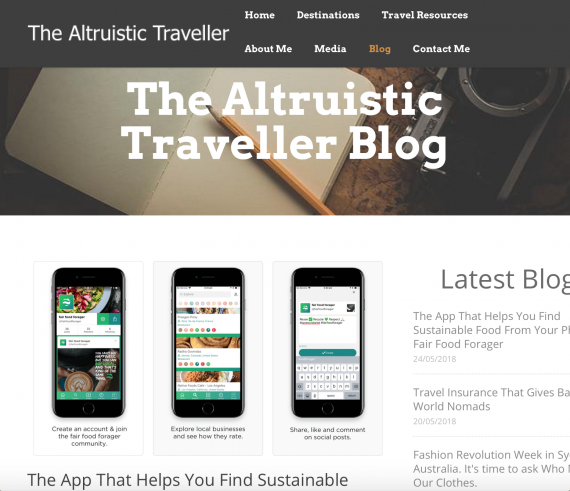 The Altruistic Traveller
Home Destinations Travel Resources
About Me Media Blog Contact Me
The Altruistic
Traveller Blog
fair food forager
Create an account & join
the fair food forager
community.
Explore local businesses
and see how they rate.
Share, like and comment
on social posts.
The App That Helps You Find Sustainable
Latest Blog
The App That Helps You Find
Sustainable Food From Your Ph
Fair Food Forager
24/05/2018
Travel Insurance That Gives Ba
World Nomads
20/05/2018
Fashion Revolution Week in Sy
Australia. It's time to ask Who M
Our Clothes.